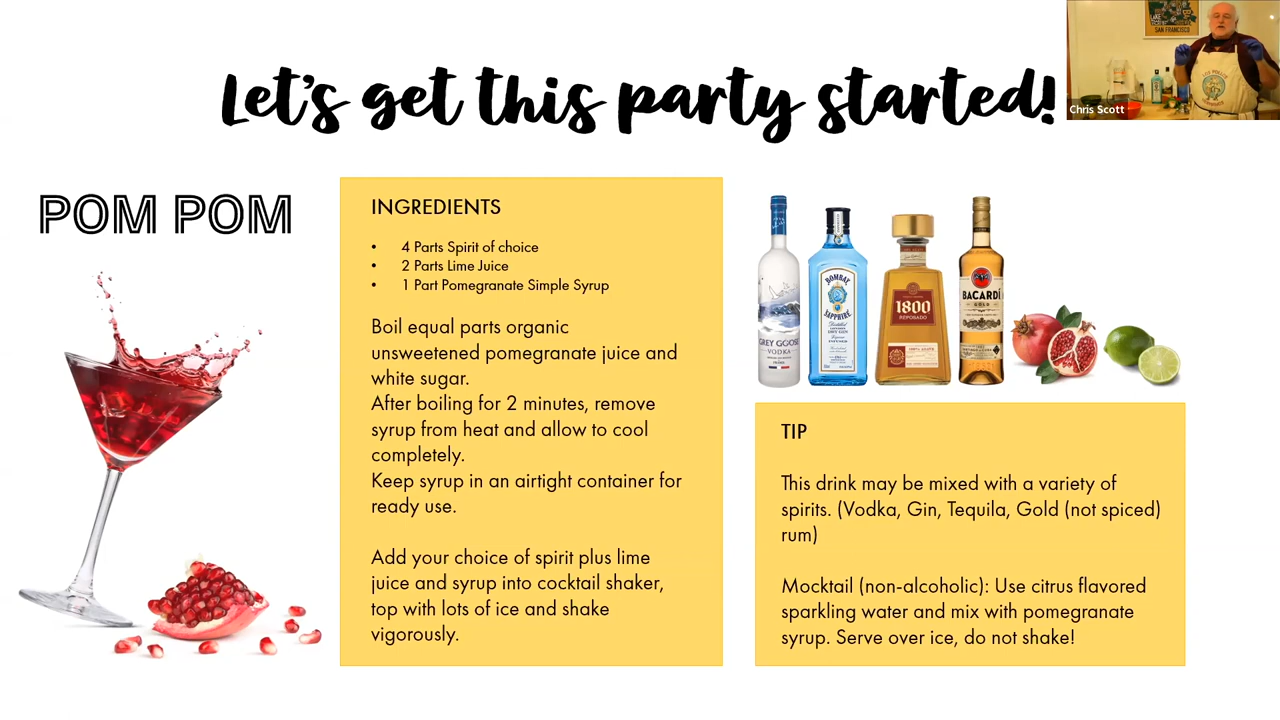 Let's get this party started!
SAN FRANCISCO
Chris Scott
POM POM
INGREDIENTS
• 4 Parts Spirit of choice
• 2 Parts Lime Juice
• 1 Part Pomegranate Simple Syrup
Boil equal parts organic
unsweetened pomegranate juice and
white sugar.
After boiling for 2 minutes, remove
syrup from heat and allow to cool
completely.
Keep syrup in an airtight container for
ready use.
Add your choice of spirit plus lime
juice and syrup into cocktail shaker,
top with lots of ice and shake
vigorously.
GREY GOOSE
VODKA
BOMBAY
SAPPHIRE
1800
REPOSADO
BACARDÍ
GOLD
TIP
This drink may be mixed with a variety of
spirits. (Vodka, Gin, Tequila, Gold (not spiced)
rum)
Mocktail (non-alcoholic): Use citrus flavored
sparkling water and mix with pomegranate
syrup. Serve over ice, do not shake!